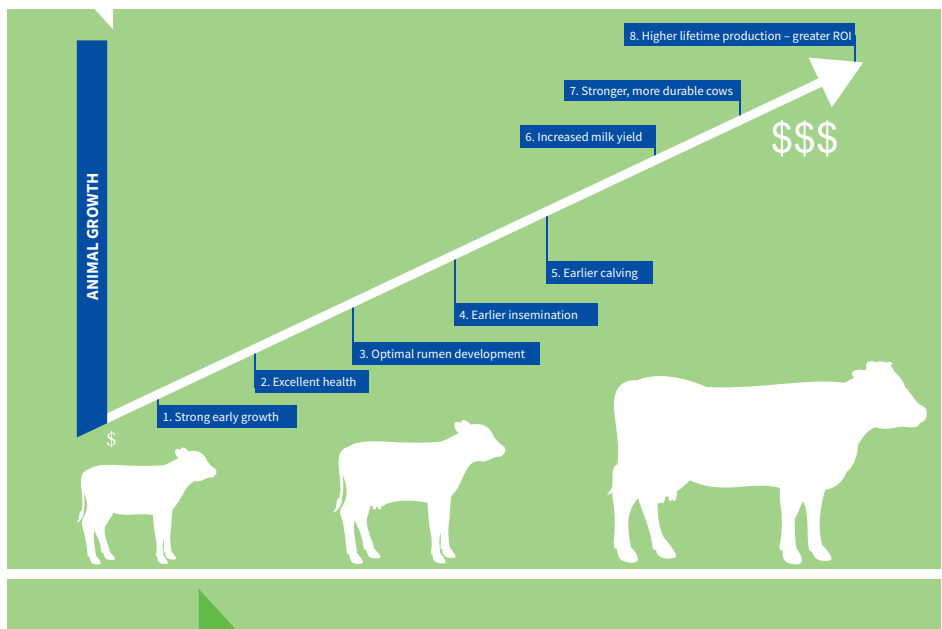 8. Higher lifetime production – greater ROI
7. Stronger, more durable cows
$$$
6. Increased milk yield
ANIMAL GROWTH
5. Earlier calving
4. Earlier insemination
3. Optimal rumen development
2. Excellent health
1. Strong early growth
$